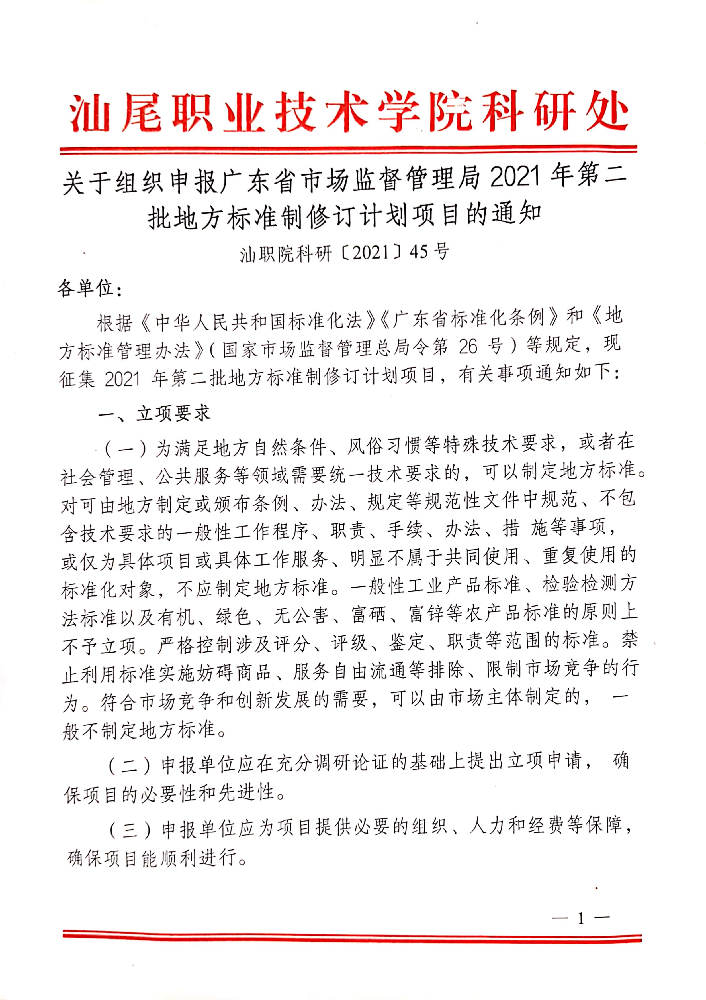 汕尾职业技术学院科研处
关于组织申报广东省市场监督管理局 2021 年第二
批地方标准制修订计划项目的通知
汕职院科研〔2021〕45 号
各单位：
根据《中华人民共和国标准化法》《广东省标准化条例》和《地
方标准管理办法》（国家市场监督管理总局令第 26 号）等规定，现
征集 2021 年第二批地方标准制修订计划项目，有关事项通知如下：
一、立项要求
（一）为满足地方自然条件、风俗习惯等特殊技术要求，或者在
社会管理、公共服务等领域需要统一技术要求的，可以制定地方标准。
对可由地方制定或颁布条例、办法、规定等规范性文件中规范、不包
含技术要求的一般性工作程序、职责、手续、办法、措 施等事项，
或仅为具体项目或具体工作服务、明显不属于共同使用、重复使用的
标准化对象，不应制定地方标准。一般性工业产品标准、检验检测方
法标准以及有机、绿色、无公害、富硒、富锌等农产品标准的原则上
不予立项。严格控制涉及评分、评级、鉴定、职责等范围的标准。禁
止利用标准实施妨碍商品、服务自由流通等排除、限制市场竞争的行
为。符合市场竞争和创新发展的需要，可以由市场主体制定的， 一
般不制定地方标准。
（二）申报单位应在充分调研论证的基础上提出立项申请， 确
保项目的必要性和先进性。
（三）申报单位应为项目提供必要的组织、人力和经费等保障，
确保项目能顺利进行。
— 1 —